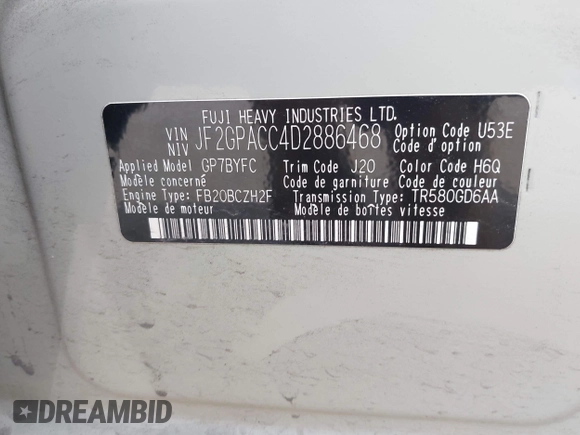 FUJI HEAVY INDUSTRIES LTD.
VIN
NIV JF2GPACC4D2886468 Option Code U53E
Code d'option
Applied Model GP7BYFC Trim Code J20 Color Code H6Q
Modèle concerné Code de garniture Code de couleur
Engine Type: FB20BCZH2F Transmission Type: TR580GD6AA
Modèle de moteur Modèle de boîtes vitesse
DREAMBID